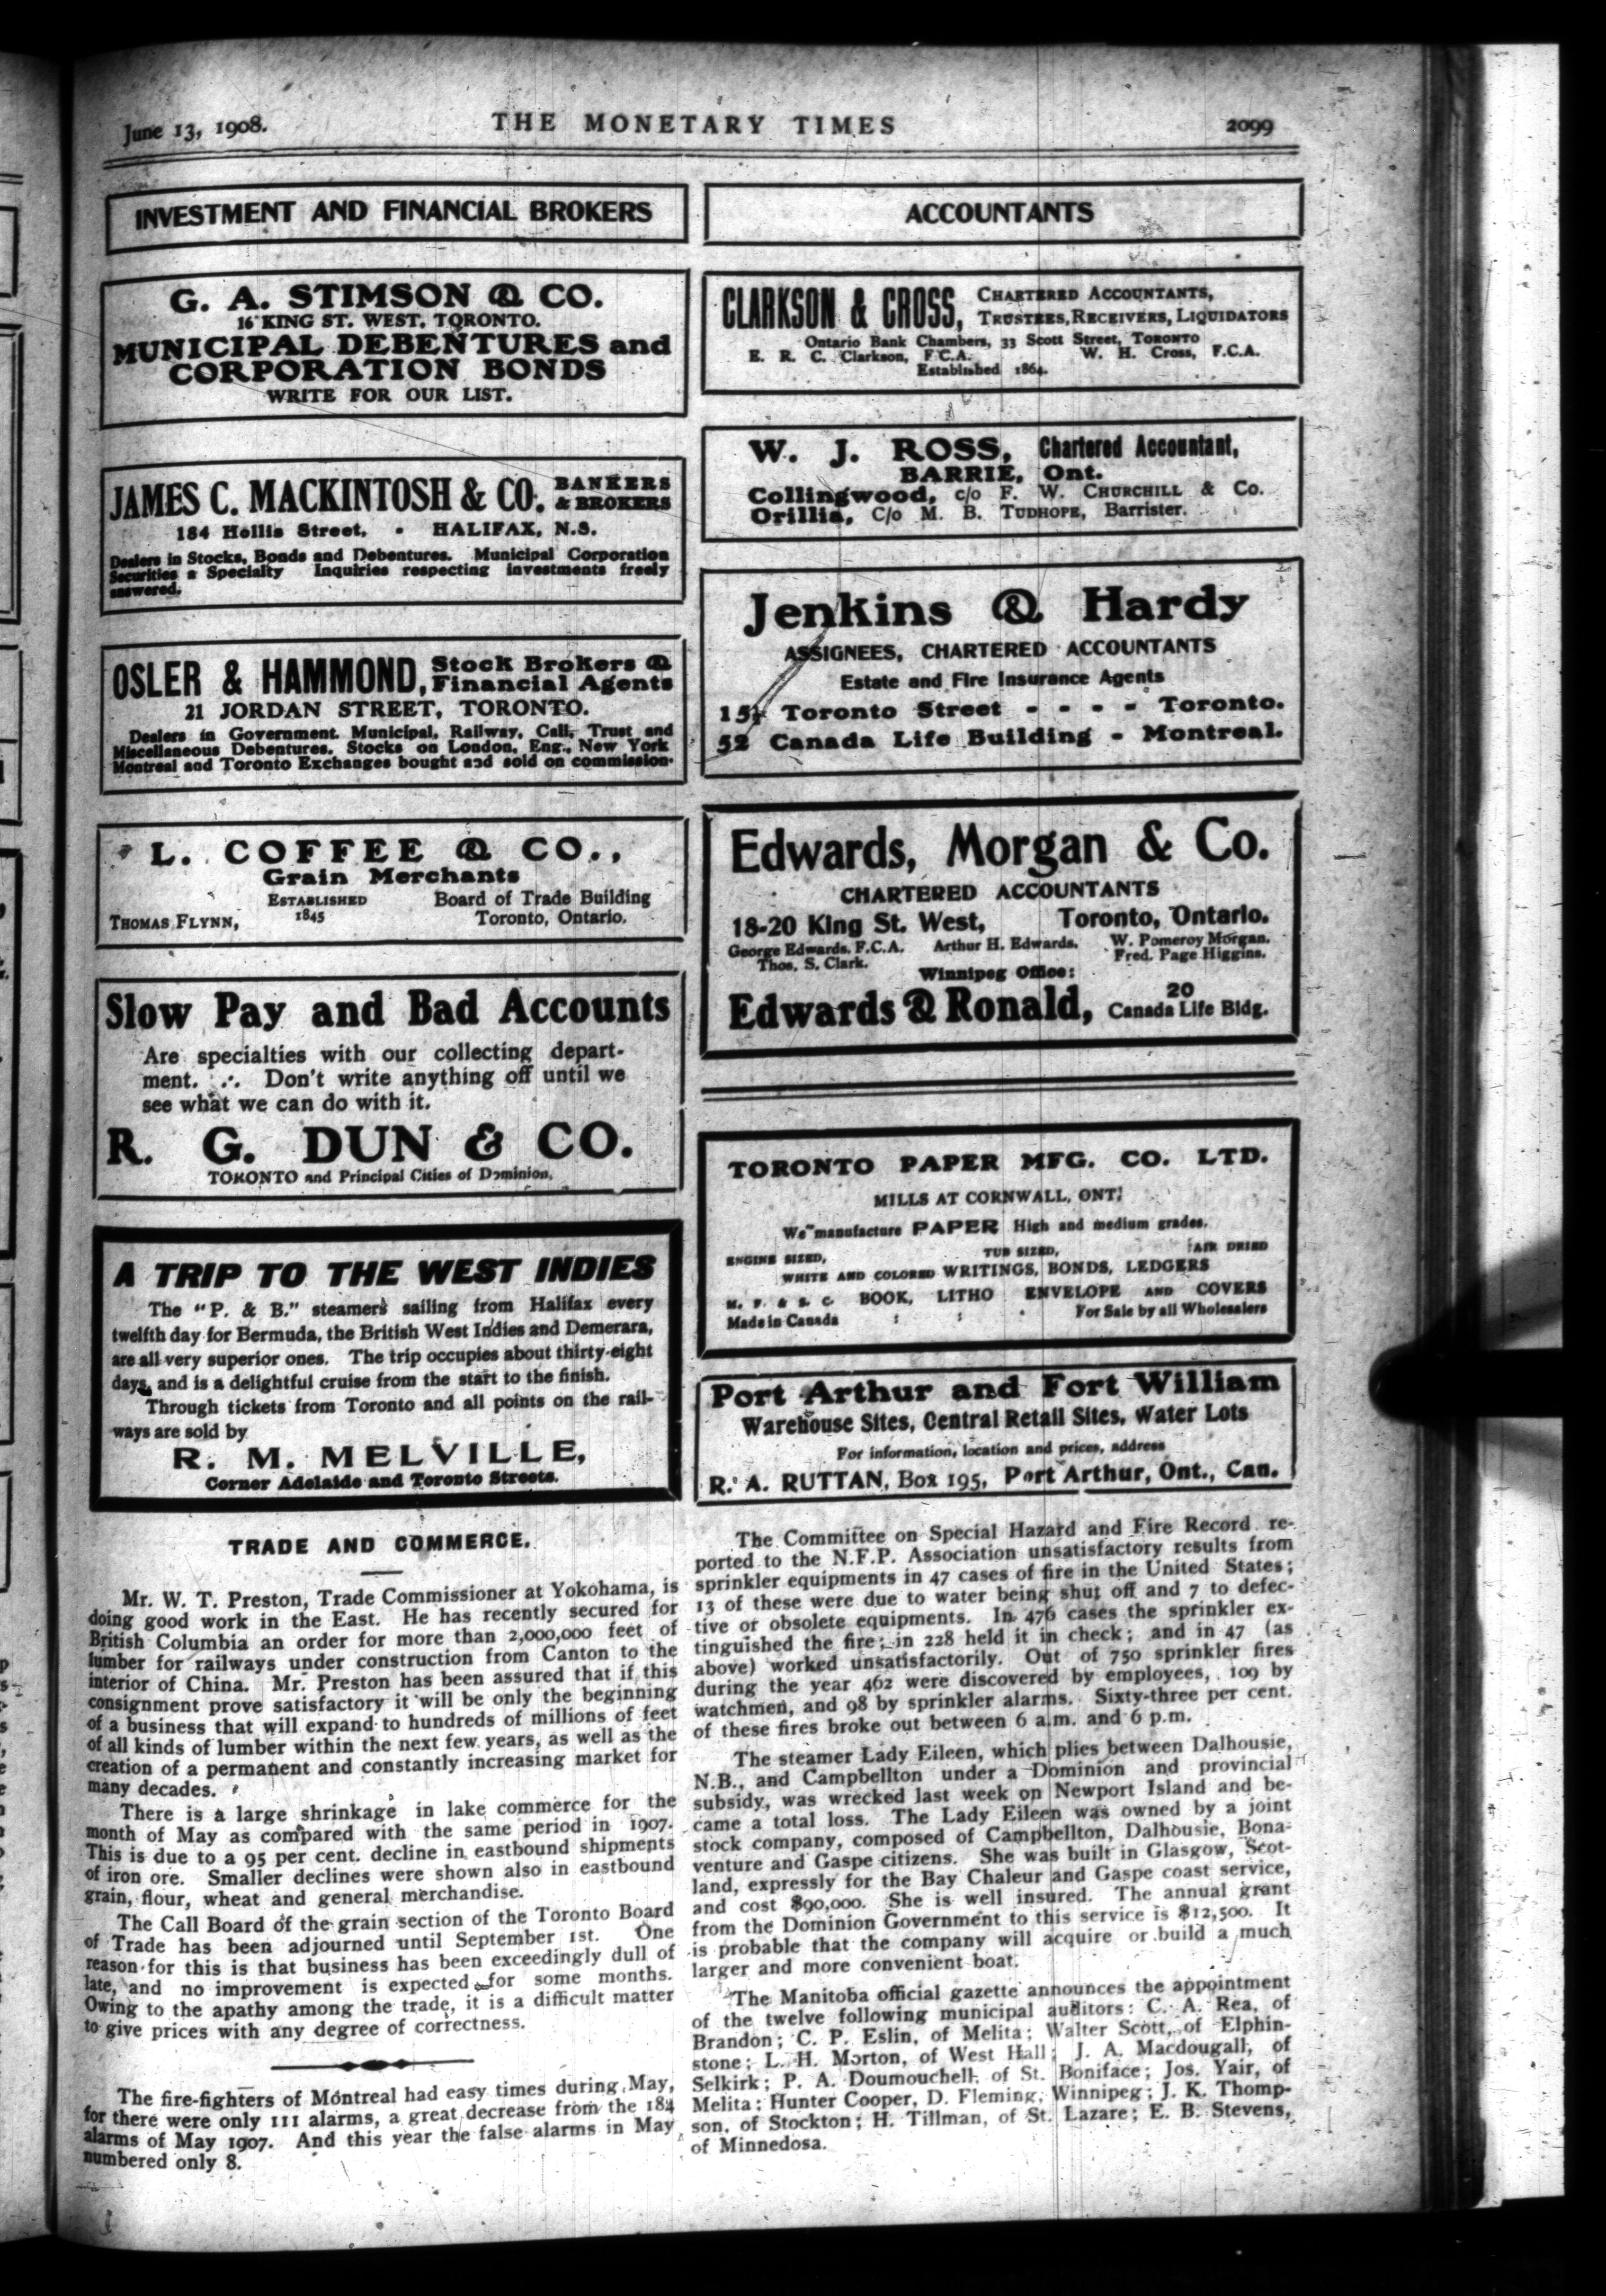 June 13, 1908.
THE MONETARY TIMES
2099
INVESTMENT AND FINANCIAL BROKERS
G. A. STIMSON & CO.
16 KING ST. WEST, TORONTO.
MUNICIPAL DEBENTURES and
CORPORATION BONDS
WRITE FOR OUR LIST.
JAMES C. MACKINTOSH & CO. BANKERS
& BROKERS
184 Hollis Street, - HALIFAX, N.S.
Dealers in Stocks, Bonds and Debentures. Municipal Corporation
Securities a Specialty Inquiries respecting investments freely
answered.
OSLER & HAMMOND, Stock Brokers &
Financial Agents
21 JORDAN STREET, TORONTO.
Dealers in Government. Municipal, Railway, Call, Trust and
Miscellaneous Debentures. Stocks on London, Eng., New York
Montreal and Toronto Exchanges bought and sold on commission.
L. COFFEE & CO.,
Grain Merchants
ESTABLISHED
1845
Board of Trade Building
THOMAS FLYNN,
Toronto, Ontario.
Slow Pay and Bad Accounts
Are specialties with our collecting depart-
ment. ∴ Don't write anything off until we
see what we can do with it.
R. G. DUN & CO.
TORONTO and Principal Cities of Dominion.
A TRIP TO THE WEST INDIES
The "P. & B." steamers sailing from Halifax every
twelfth day for Bermuda, the British West Indies and Demerara,
are all very superior ones. The trip occupies about thirty-eight
days, and is a delightful cruise from the start to the finish.
Through tickets from Toronto and all points on the rail-
ways are sold by
R. M. MELVILLE,
Corner Adelaide and Toronto Streets.
TRADE AND COMMERCE.
Mr. W. T. Preston, Trade Commissioner at Yokohama, is
doing good work in the East. He has recently secured for
British Columbia an order for more than 2,000,000 feet of
lumber for railways under construction from Canton to the
interior of China. Mr. Preston has been assured that if this
consignment prove satisfactory it will be only the beginning
of a business that will expand to hundreds of millions of feet
of all kinds of lumber within the next few years, as well as the
creation of a permanent and constantly increasing market for
many decades.
There is a large shrinkage in lake commerce for the
month of May as compared with the same period in 1907.
This is due to a 95 per cent. decline in eastbound shipments
of iron ore. Smaller declines were shown also in eastbound
grain, flour, wheat and general merchandise.
The Call Board of the grain section of the Toronto Board
of Trade has been adjourned until September 1st. One
reason for this is that business has been exceedingly dull of
late, and no improvement is expected for some months.
Owing to the apathy among the trade, it is a difficult matter
to give prices with any degree of correctness.
The fire-fighters of Montreal had easy times during May,
for there were only 111 alarms, a great decrease from the 184
alarms of May 1907. And this year the false alarms in May
numbered only 8.
ACCOUNTANTS
CLARKSON & CROSS, CHARTERED ACCOUNTANTS,
TRUSTEES, RECEIVERS, LIQUIDATORS
Ontario Bank Chambers, 33 Scott Street, TORONTO
E. R. C. Clarkson, F.C.A. W. H. Cross, F.C.A.
Established 1864.
W. J. ROSS, Chartered Accountant,
BARRIE, Ont.
Collingwood, c/o F. W. CHURCHILL & Co.
Orillia, C/o M. B. TUDHOPE, Barrister.
Jenkins & Hardy
ASSIGNEES, CHARTERED ACCOUNTANTS
Estate and Fire Insurance Agents
15½ Toronto Street - - - - Toronto.
52 Canada Life Building - Montreal.
Edwards, Morgan & Co.
CHARTERED ACCOUNTANTS
18-20 King St. West, Toronto, Ontario.
George Edwards, F.C.A. Arthur H. Edwards. W. Pomeroy Morgan.
Thos. S. Clark. Fred. Page Higgins.
Winnipeg Office:
Edwards & Ronald, 20
Canada Life Bldg.
TORONTO PAPER MFG. CO. LTD.
MILLS AT CORNWALL, ONT.
We manufacture PAPER High and medium grades.
ENGINE SIZED, TUB SIZED, AIR DRIED
WHITE AND COLORED WRITINGS, BONDS, LEDGERS
M. F. & S. C. BOOK, LITHO ENVELOPE AND COVERS
Made in Canada For Sale by all Wholesalers
Port Arthur and Fort William
Warehouse Sites, Central Retail Sites, Water Lots
For information, location and prices, address
R. A. RUTTAN, Box 195, Port Arthur, Ont., Can.
The Committee on Special Hazard and Fire Record re-
ported to the N.F.P. Association unsatisfactory results from
sprinkler equipments in 47 cases of fire in the United States;
13 of these were due to water being shut off and 7 to defec-
tive or obsolete equipments. In 476 cases the sprinkler ex-
tinguished the fire; in 228 held it in check; and in 47 (as
above) worked unsatisfactorily. Out of 750 sprinkler fires
during the year 462 were discovered by employees, 109 by
watchmen, and 98 by sprinkler alarms. Sixty-three per cent.
of these fires broke out between 6 a.m. and 6 p.m.
The steamer Lady Eileen, which plies between Dalhousie,
N.B., and Campbellton under a Dominion and provincial
subsidy, was wrecked last week on Newport Island and be-
came a total loss. The Lady Eileen was owned by a joint
stock company, composed of Campbellton, Dalhousie, Bona-
venture and Gaspe citizens. She was built in Glasgow, Scot-
land, expressly for the Bay Chaleur and Gaspe coast service,
and cost $90,000. She is well insured. The annual grant
from the Dominion Government to this service is $12,500. It
is probable that the company will acquire or build a much
larger and more convenient boat.
The Manitoba official gazette announces the appointment
of the twelve following municipal auditors: C. A. Rea, of
Brandon; C. P. Eslin, of Melita; Walter Scott, of Elphin-
stone; L. H. Morton, of West Hall; J. A. Macdougall, of
Selkirk; P. A. Doumouchell, of St. Boniface; Jos. Yair, of
Melita; Hunter Cooper, D. Fleming, Winnipeg; J. K. Thomp-
son, of Stockton; H. Tillman, of St. Lazare; E. B. Stevens,
of Minnedosa.